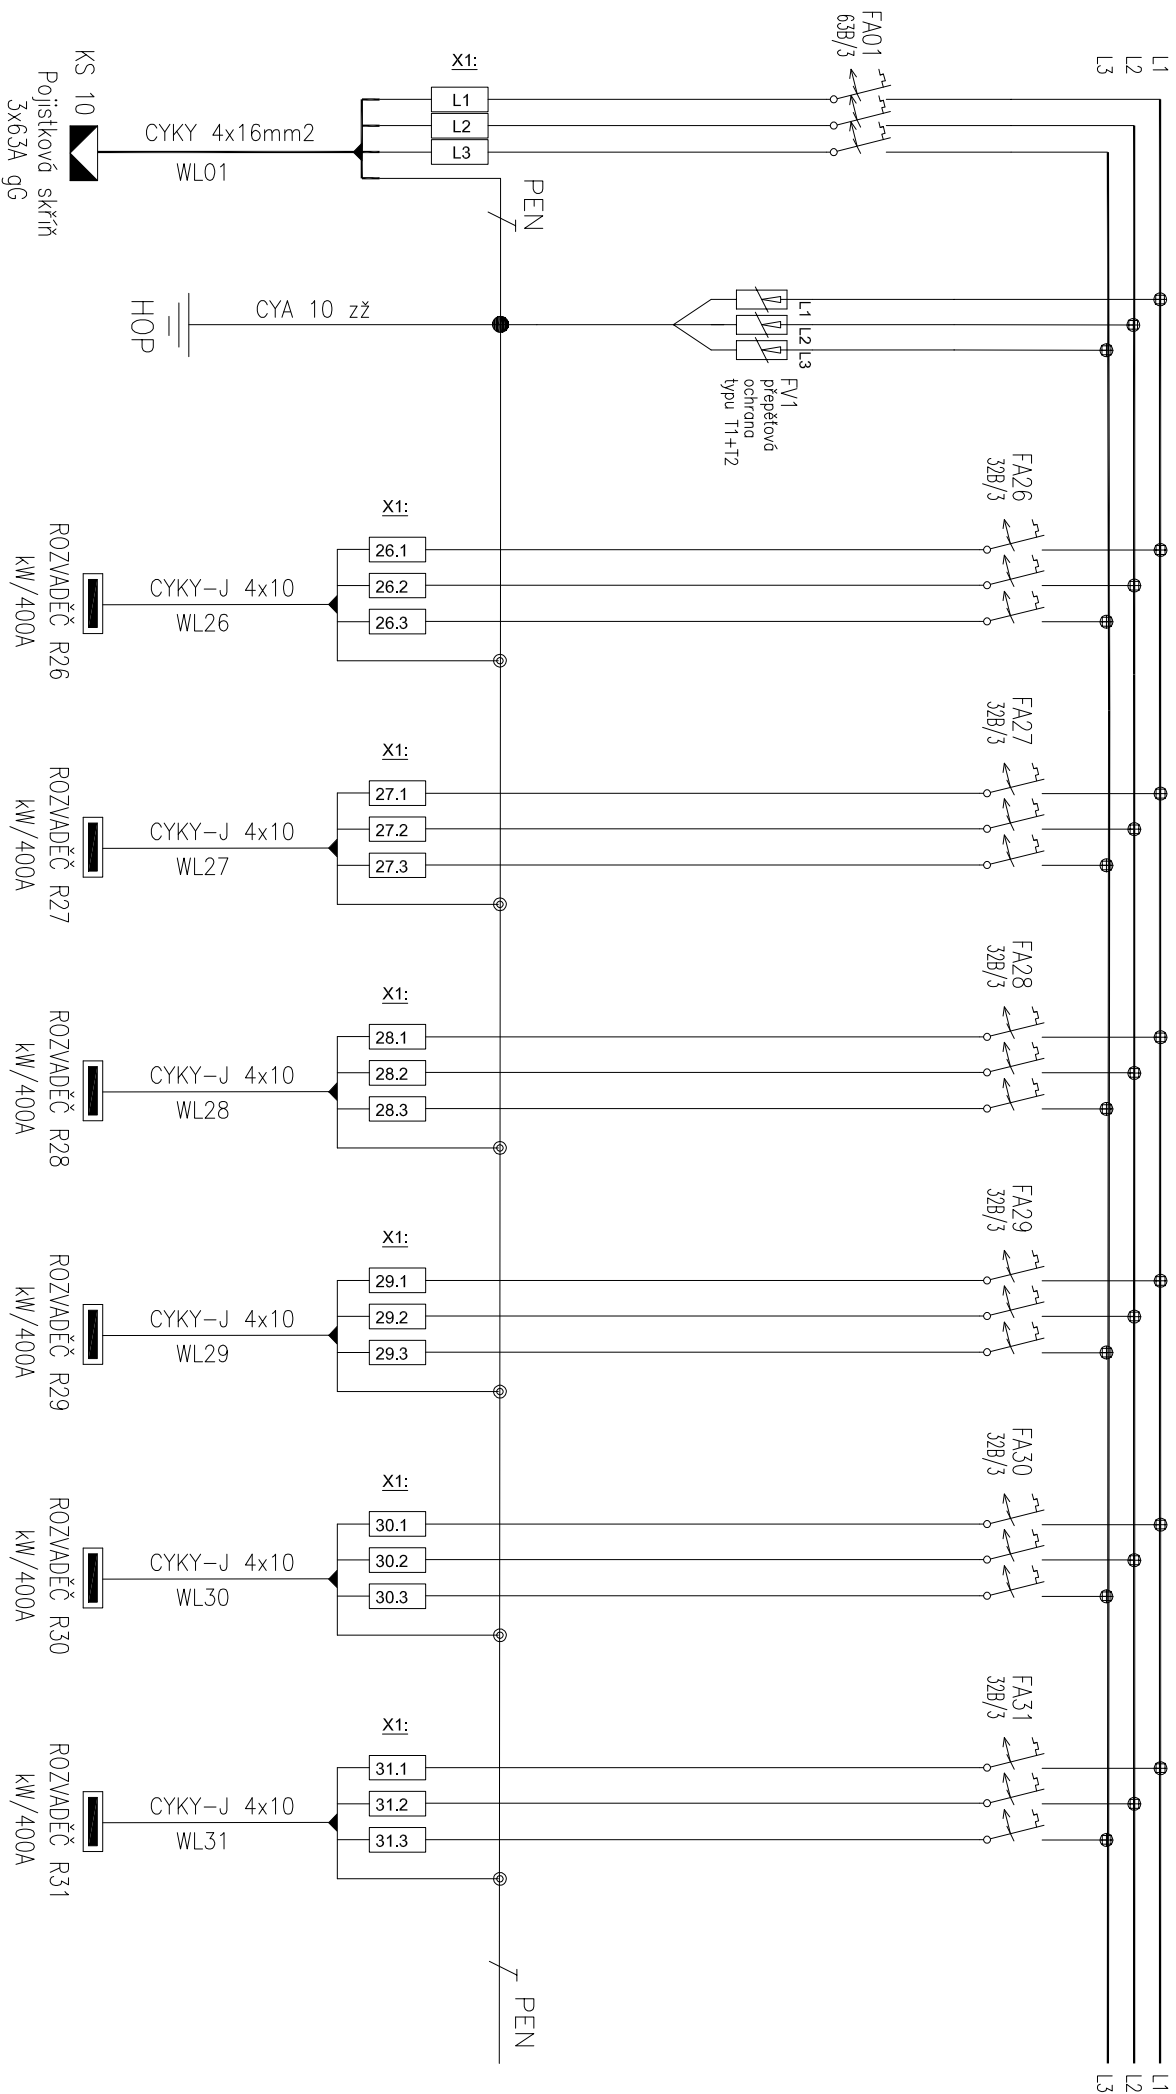 L1
L2
L3
FA01
63B/3
X1:
L1
L2
L3
CYKY 4x16mm2
WL01
KS 10
Pojistková skříň
3x63A gG
PEN
CYA 10 zž
HOP
L1
L2
L3
FV1
přepěťová
ochrana
typu T1+T2
FA26
32B/3
X1:
26.1
26.2
26.3
CYKY-J 4x10
WL26
ROZVADĚČ R26
kW/400A
FA27
32B/3
X1:
27.1
27.2
27.3
CYKY-J 4x10
WL27
ROZVADĚČ R27
kW/400A
FA28
32B/3
X1:
28.1
28.2
28.3
CYKY-J 4x10
WL28
ROZVADĚČ R28
kW/400A
FA29
32B/3
X1:
29.1
29.2
29.3
CYKY-J 4x10
WL29
ROZVADĚČ R29
kW/400A
FA30
32B/3
X1:
30.1
30.2
30.3
CYKY-J 4x10
WL30
ROZVADĚČ R30
kW/400A
FA31
32B/3
X1:
31.1
31.2
31.3
CYKY-J 4x10
WL31
ROZVADĚČ R31
kW/400A
PEN
L1
L2
L3